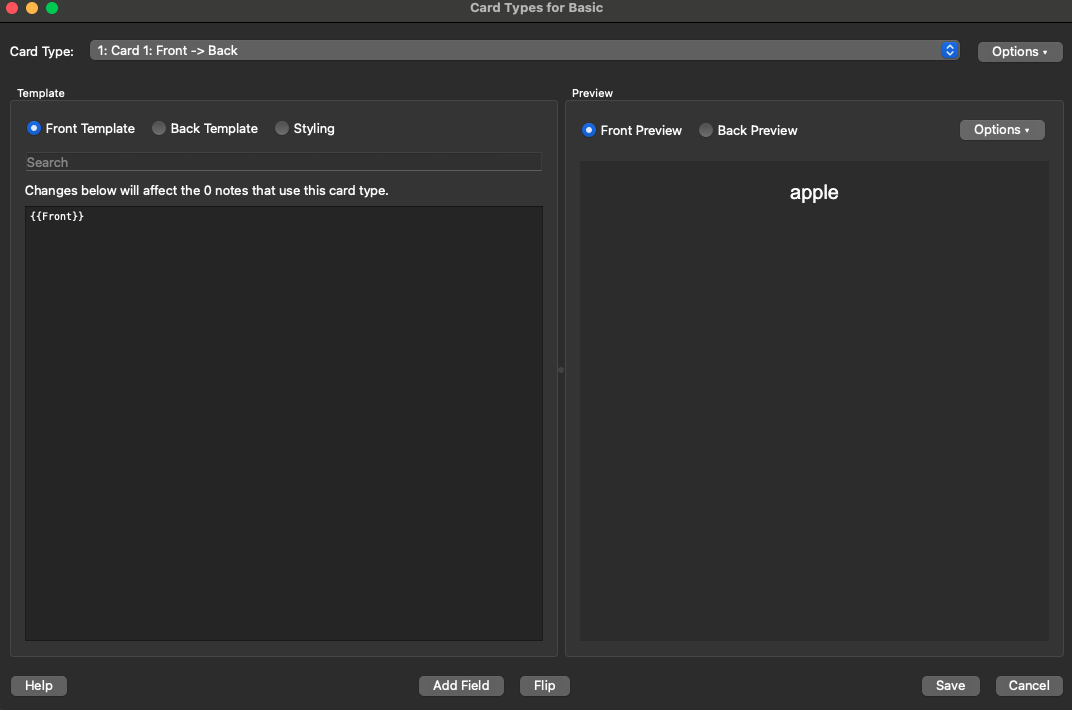 Card Types for Basic
Card Type: 1: Card 1: Front -> Back Options
Template
Front Template Back Template Styling
Search
Changes below will affect the 0 notes that use this card type.
{{Front}}
Preview
Front Preview Back Preview Options
apple
Help Add Field Flip Save Cancel